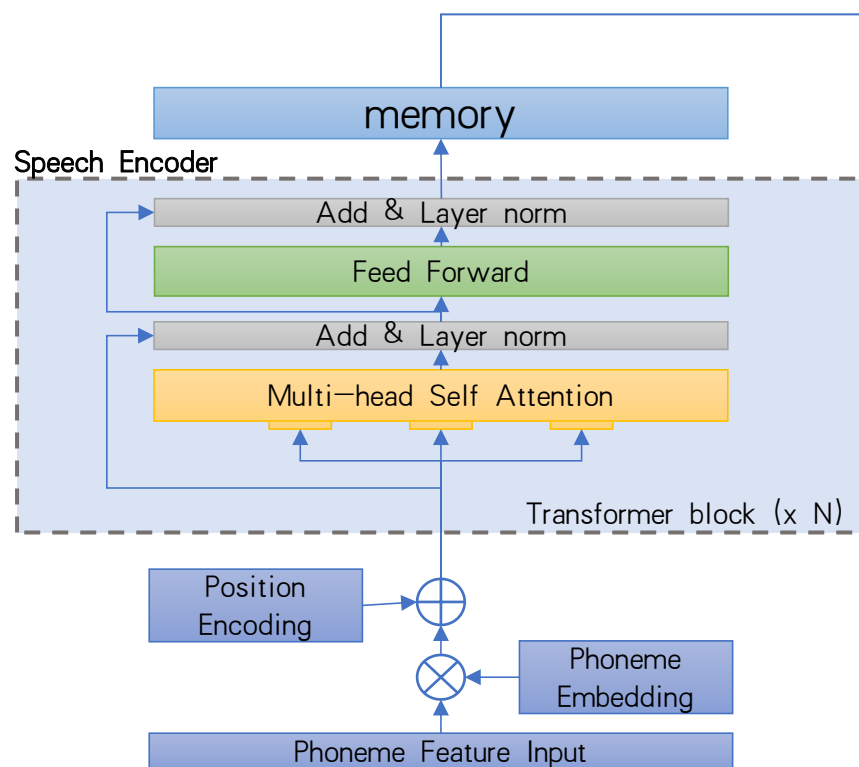 memory
Speech Encoder
Add & Layer norm
Feed Forward
Add & Layer norm
Multi-head Self Attention
Transformer block (x N)
Position
Encoding
Phoneme
Embedding
Phoneme Feature Input